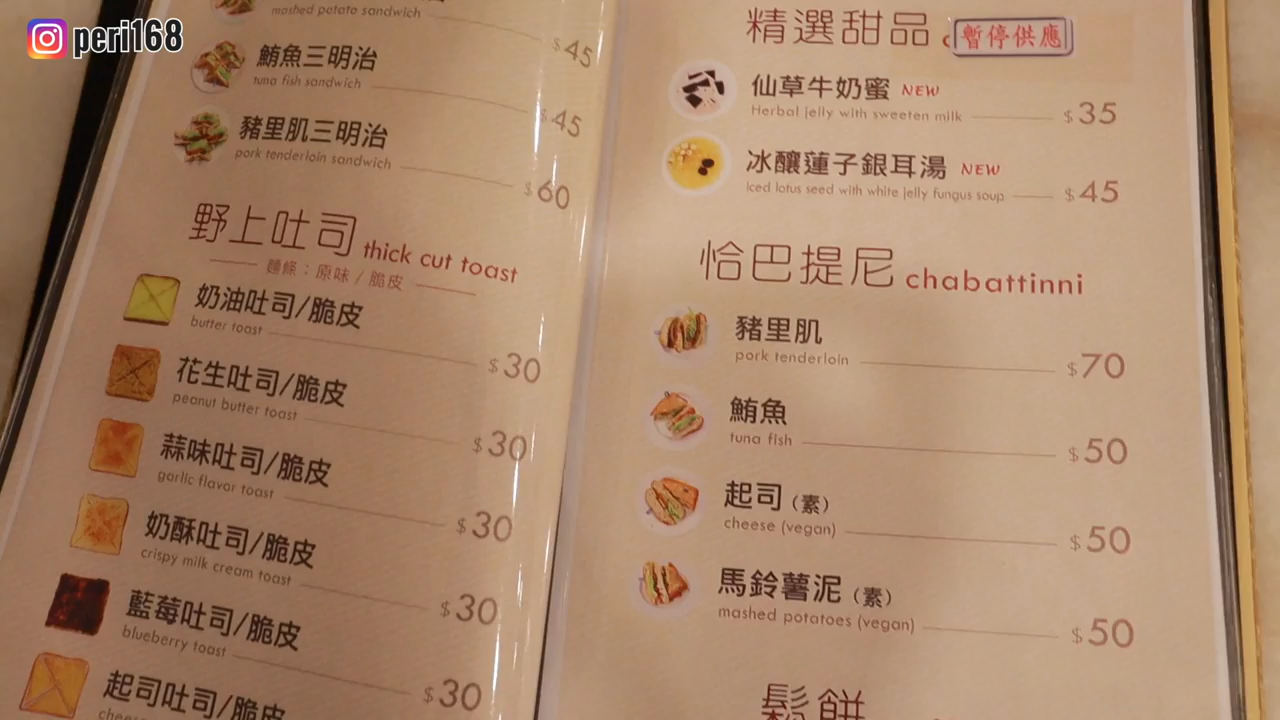 peri168
mashed potato sandwich
$45
鮪魚三明治
tuna fish sandwich
$45
豬里肌三明治
pork tenderloin sandwich
$60
野上吐司 thick cut toast
麵條：原味 / 脆皮
奶油吐司/脆皮
butter toast
$30
花生吐司/脆皮
peanut butter toast
$30
蒜味吐司/脆皮
garlic flavor toast
$30
奶酥吐司/脆皮
crispy milk cream toast
$30
藍莓吐司/脆皮
blueberry toast
$30
起司吐司/脆皮
精選甜品 暫停供應
仙草牛奶蜜 NEW
Herbal jelly with sweeten milk
$35
冰釀蓮子銀耳湯 NEW
Iced lotus seed with white jelly fungus soup
$45
恰巴提尼 chabattinni
豬里肌
pork tenderloin
$70
鮪魚
tuna fish
$50
起司（素）
cheese (vegan)
$50
馬鈴薯泥（素）
mashed potatoes (vegan)
$50
鬆餅